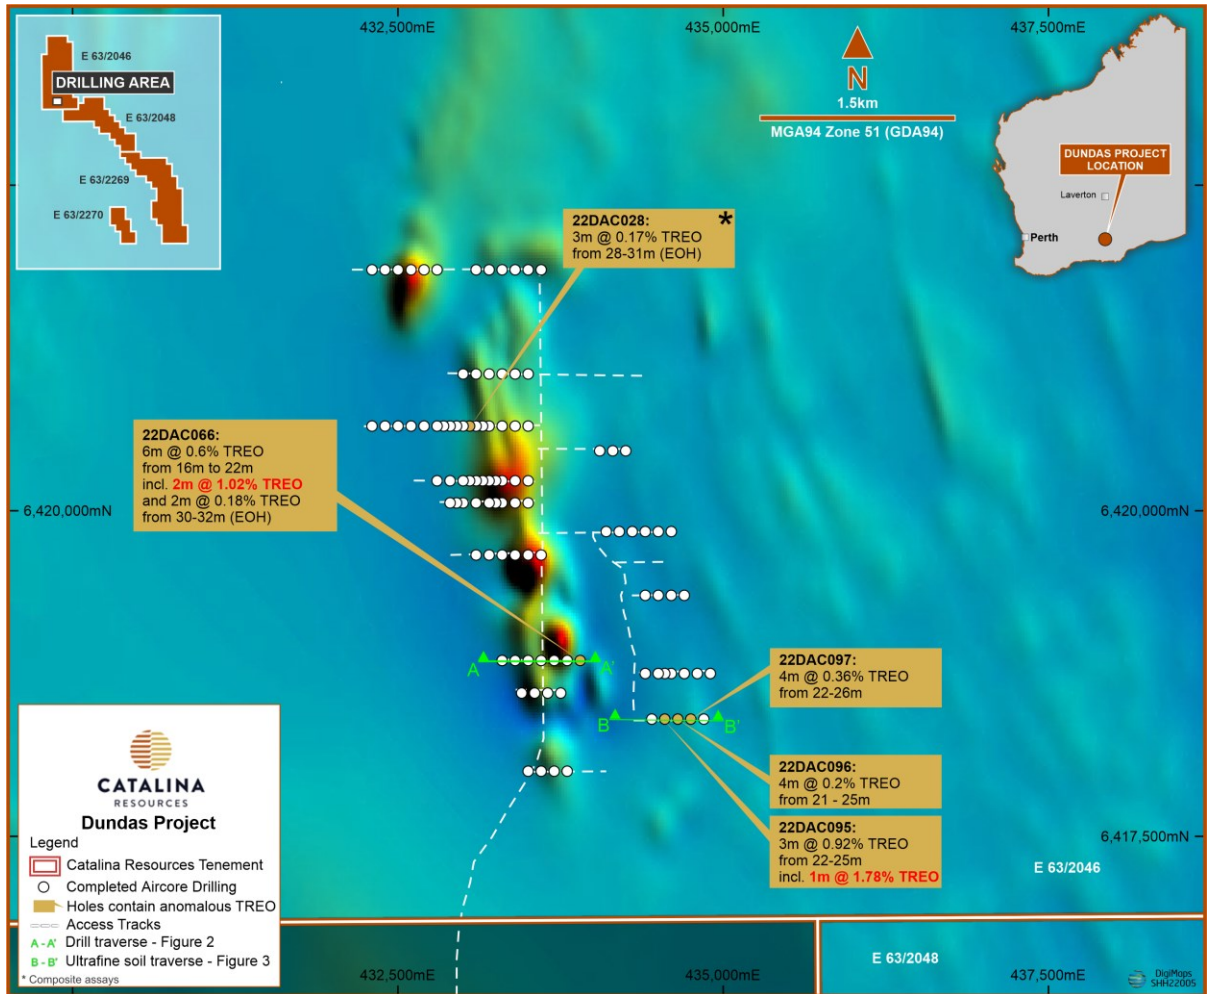 432,500mE
435,000mE
437,500mE
E 63/2046
DRILLING AREA
E 63/2048
E 63/2269
E 63/2270
N
1.5km
MGA94 Zone 51 (GDA94)
DUNDAS PROJECT
LOCATION
Laverton
Perth
22DAC028: *
3m @ 0.17% TREO
from 28-31m (EOH)
22DAC066:
6m @ 0.6% TREO
from 16m to 22m
incl. 2m @ 1.02% TREO
and 2m @ 0.18% TREO
from 30-32m (EOH)
6,420,000mN
6,420,000mN
A
A'
B
B'
22DAC097:
4m @ 0.36% TREO
from 22-26m
22DAC096:
4m @ 0.2% TREO
from 21 - 25m
22DAC095:
3m @ 0.92% TREO
from 22-25m
incl. 1m @ 1.78% TREO
6,417,500mN
E 63/2046
CATALINA
RESOURCES
Dundas Project
Legend
Catalina Resources Tenement
Completed Aircore Drilling
Holes contain anomalous TREO
Access Tracks
A - A' Drill traverse - Figure 2
B - B' Ultrafine soil traverse - Figure 3
* Composite assays
E 63/2048
432,500mE
435,000mE
437,500mE
DigiMaps
SHH22005